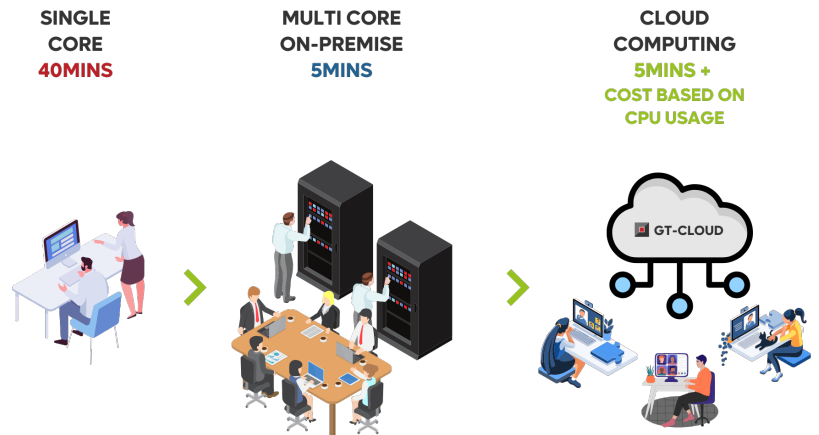 SINGLE
CORE
40MINS
MULTI CORE
ON-PREMISE
5MINS
CLOUD
COMPUTING
5MINS +
COST BASED ON
CPU USAGE
GT-CLOUD